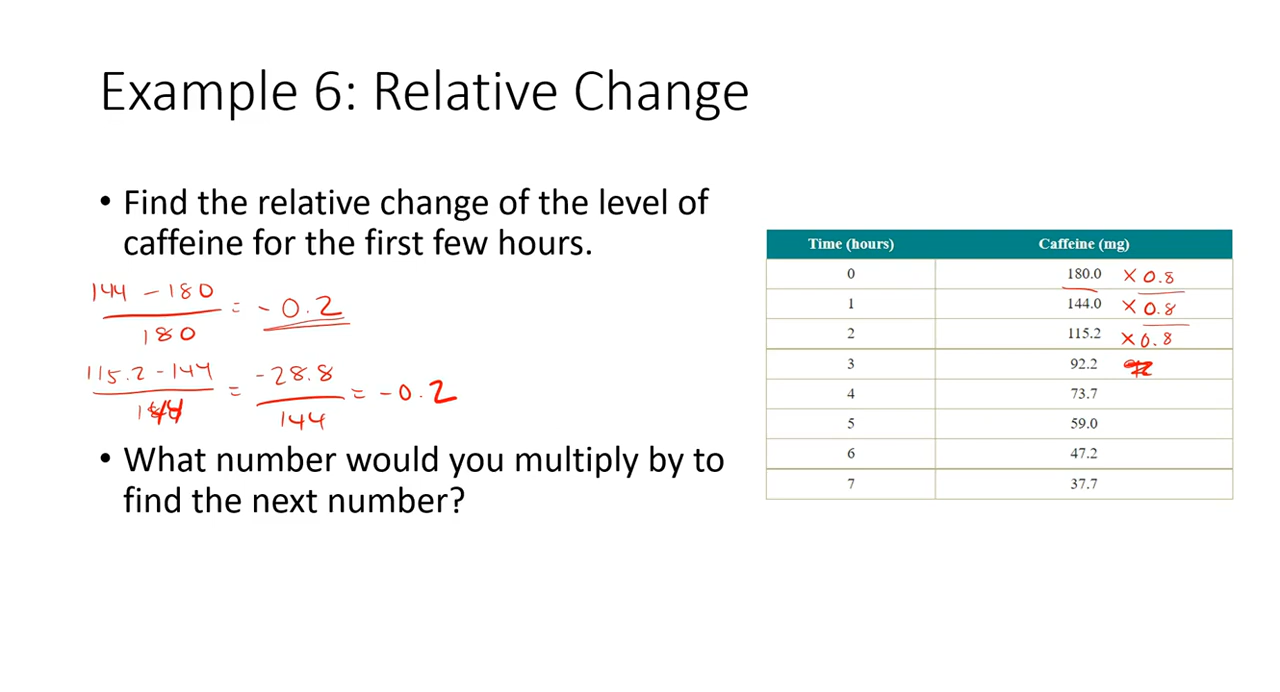 Example 6: Relative Change
• Find the relative change of the level of
caffeine for the first few hours.
144 - 180
180
= -0.2
115.2 - 144
144
= -28.8
144
= -0.2
• What number would you multiply by to
find the next number?
Time (hours) Caffeine (mg)
0 180.0 × 0.8
1 144.0 × 0.8
2 115.2 × 0.8
3 92.2
4 73.7
5 59.0
6 47.2
7 37.7